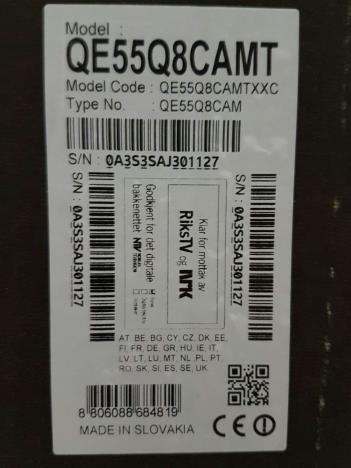 Model :
QE55Q8CAMT
Model Code : QE55Q8CAMTXXC
Type No. : QE55Q8CAM
S/N : 0A3S3SAJ301127
S/N : 0A3S3SAJ301127
Godkjent for det digitale
bakkenettet NTV
Klar for mottak av
RiksTV og NRK
S/N : 0A3S3SAJ301127
AT, BE, BG, CY, CZ, DK, EE,
FI, FR, DE, GR, HU, IE, IT,
LV, LT, LU, MT, NL, PL, PT,
RO, SK, SI, ES, SE, UK
8 806088 684819
MADE IN SLOVAKIA
CE